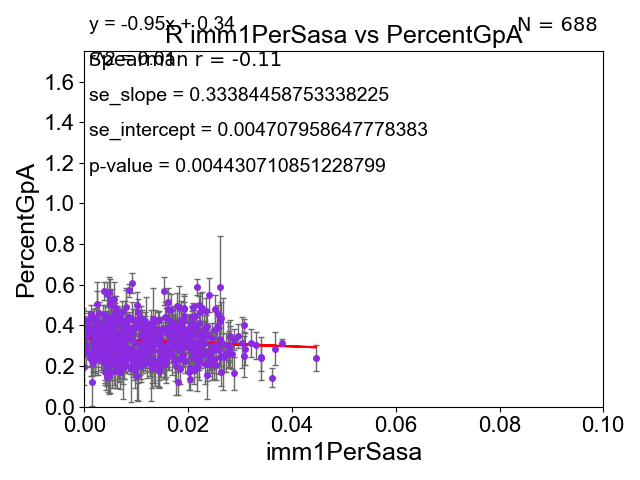 y = -0.95x + 0.34
N = 688
R imm1PerSasa vs PercentGpA
Spearman r = -0.11
se_slope = 0.33384458753338225
se_intercept = 0.004707958647778383
p-value = 0.004430710851228799
PercentGpA
1.6
1.4
1.2
1.0
0.8
0.6
0.4
0.2
0.0
0.00 0.02 0.04 0.06 0.08 0.10
imm1PerSasa